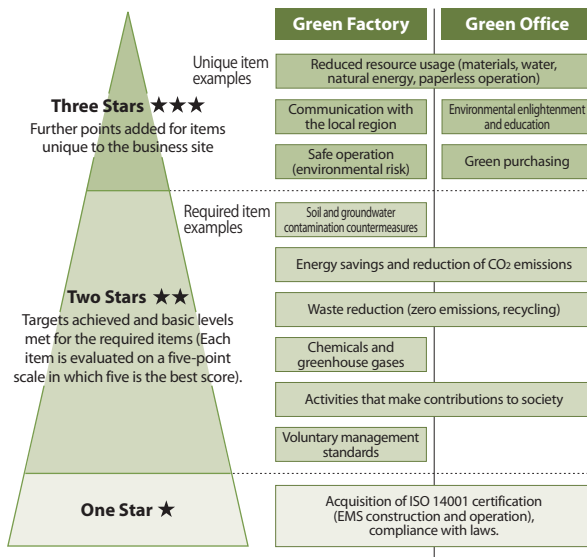 Green Factory
Green Office
Unique item
examples
Reduced resource usage (materials, water,
natural energy, paperless operation)
Three Stars ★★★
Further points added for items
unique to the business site
Communication with
the local region
Environmental enlightenment
and education
Safe operation
(environmental risk)
Green purchasing
Required item
examples
Soil and groundwater
contamination countermeasures
Energy savings and reduction of CO2 emissions
Two Stars ★★
Targets achieved and basic levels
met for the required items (Each
item is evaluated on a five-point
scale in which five is the best score).
Waste reduction (zero emissions, recycling)
Chemicals and
greenhouse gases
Activities that make contributions to society
Voluntary management
standards
One Star ★
Acquisition of ISO 14001 certification
(EMS construction and operation),
compliance with laws.